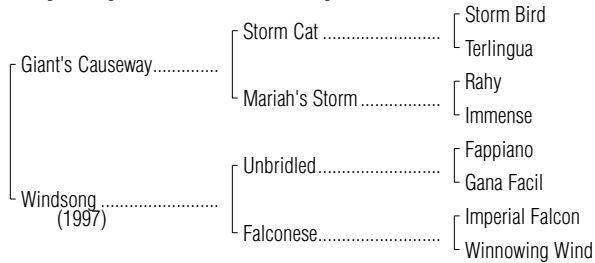 Storm Bird
Storm Cat ........................
Terlingua
Giant's Causeway..............
Rahy
Mariah's Storm ................
Immense
Fappiano
Unbridled.........................
Gana Facil
Windsong ........................
(1997)
Imperial Falcon
Falconese.........................
Winnowing Wind